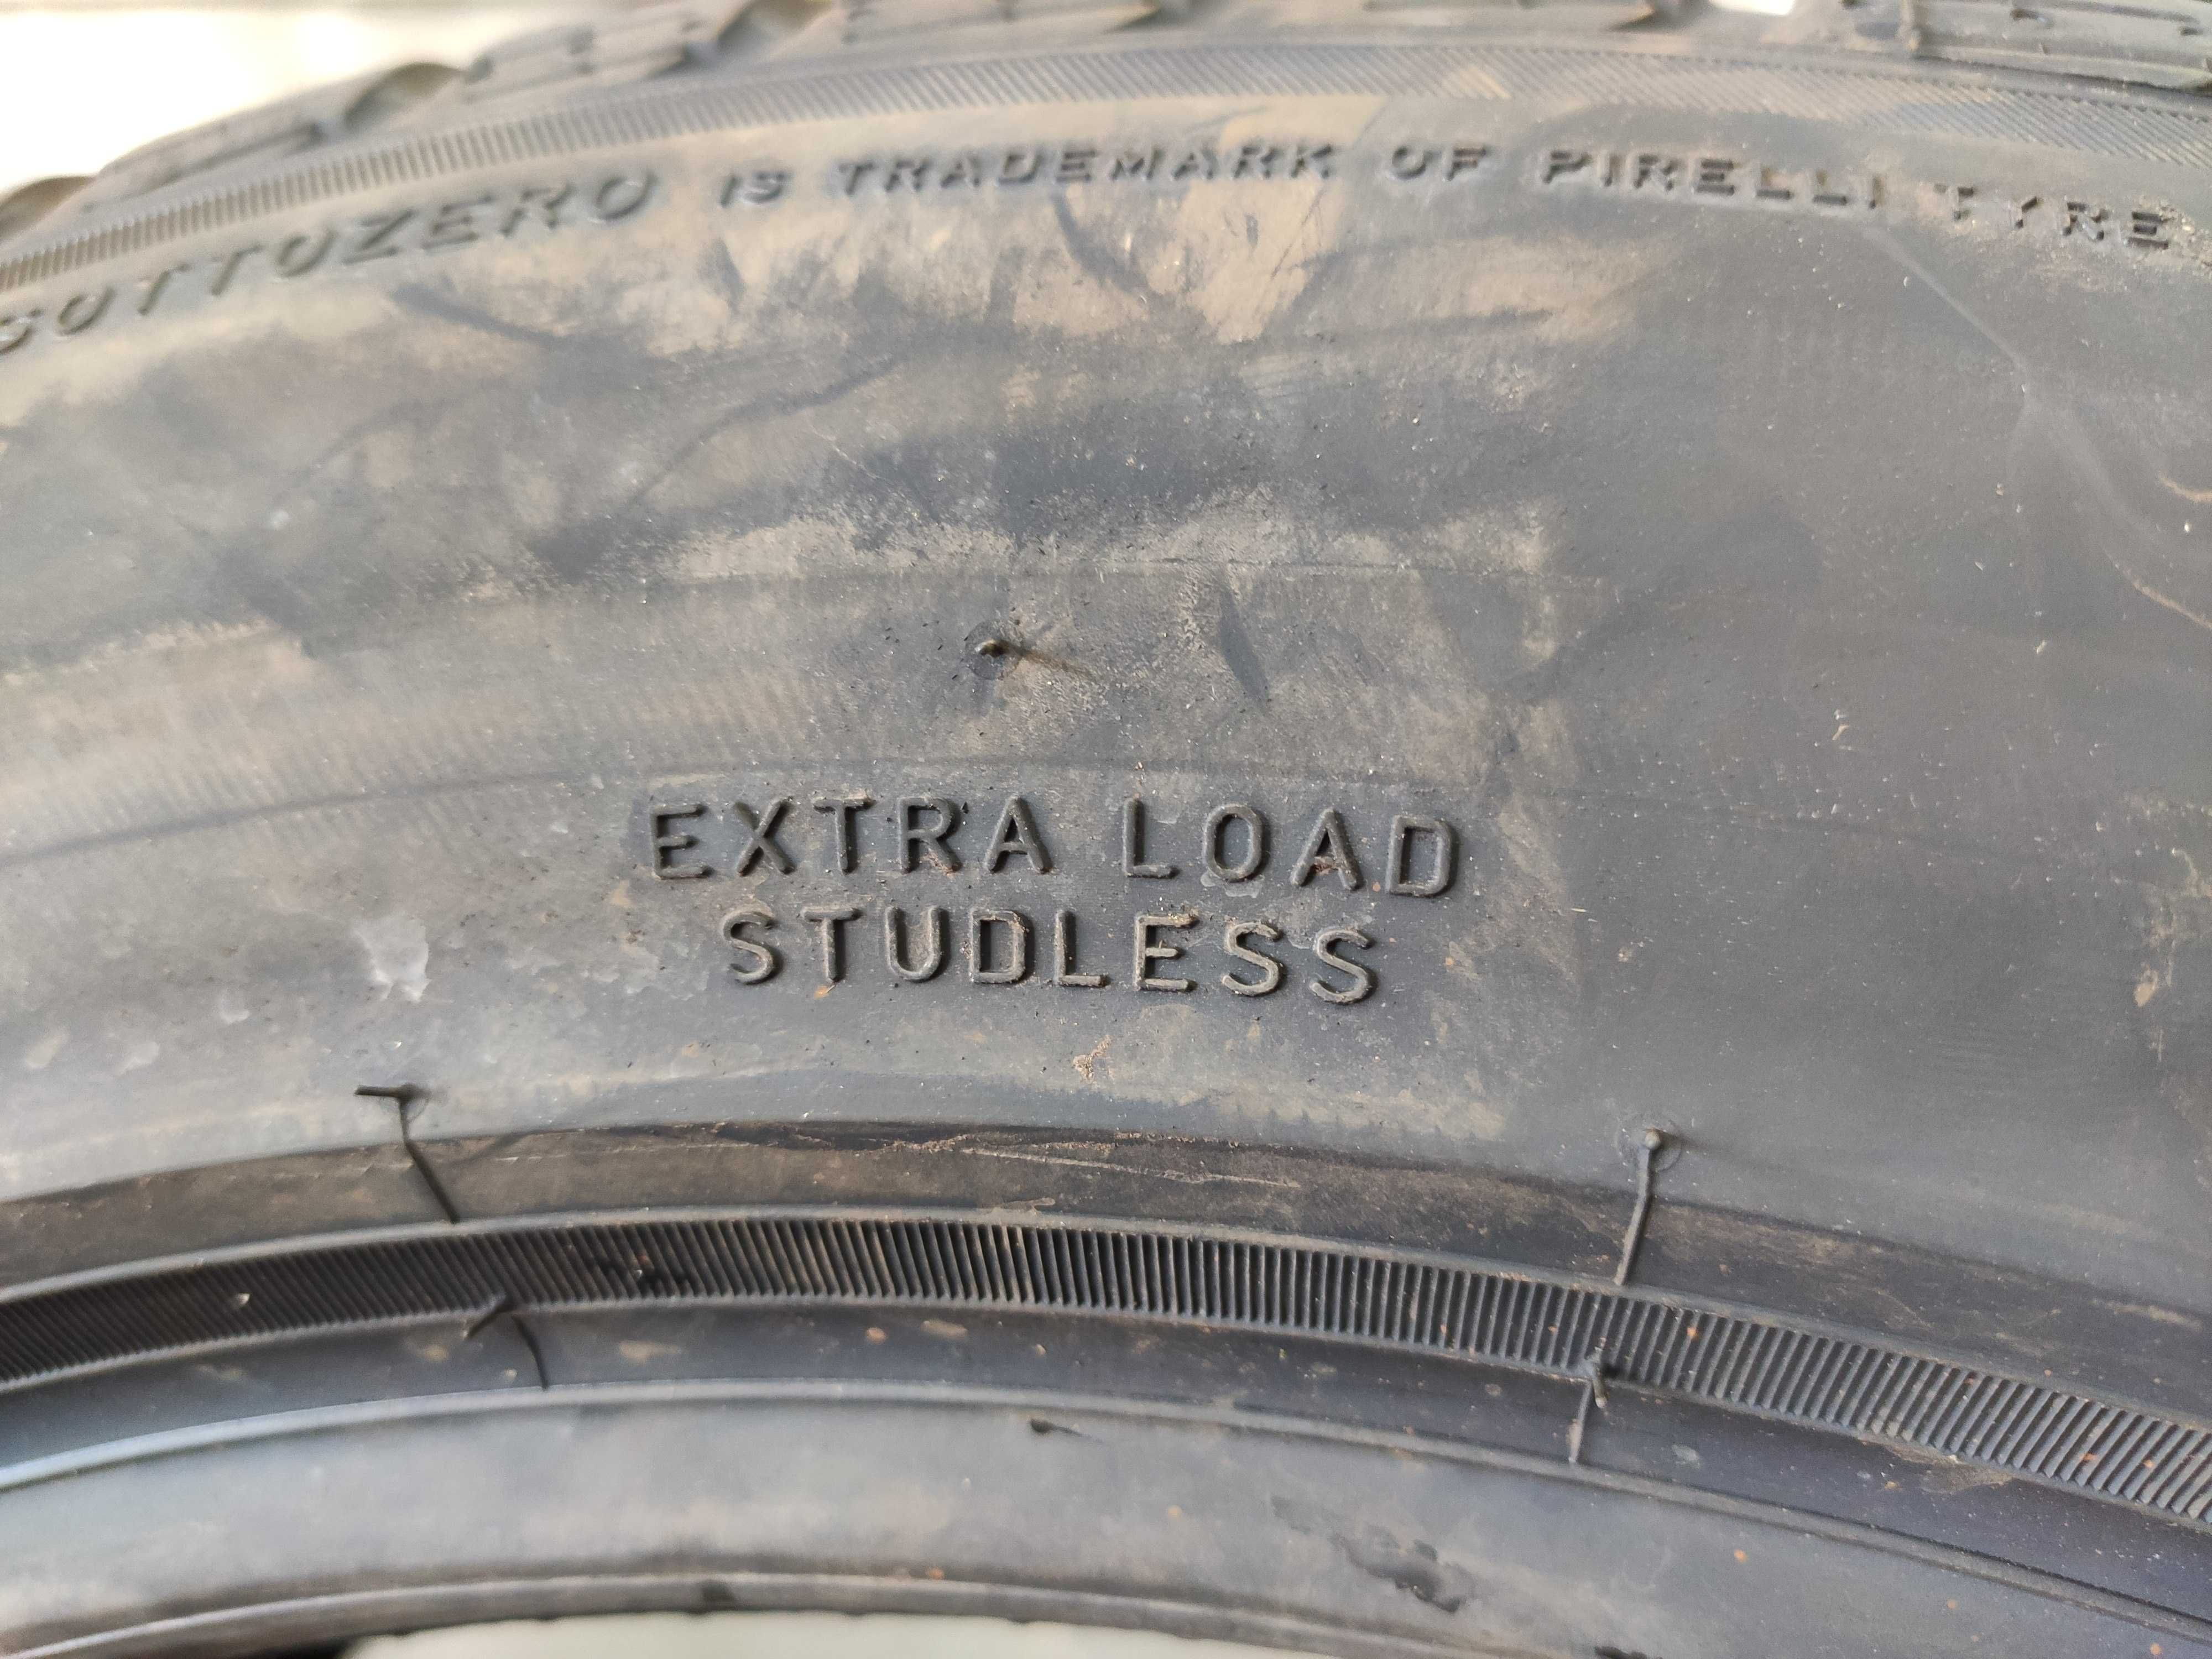 SOTTOZERO IS TRADEMARK OF PIRELLI TYRE
EXTRA LOAD
STUDLESS